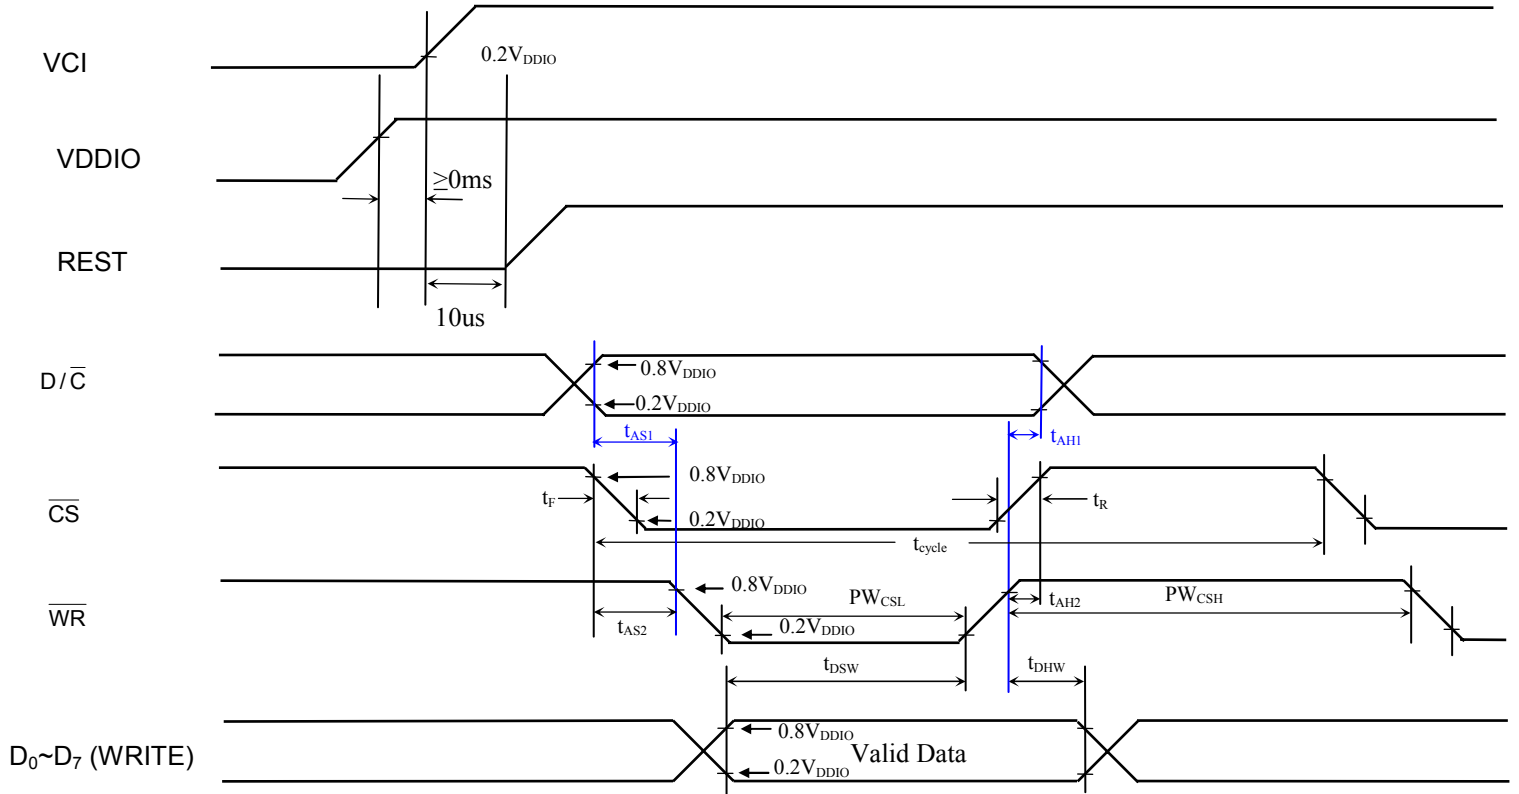 VCI
0.2VDDIO
VDDIO
≥0ms
REST
10us
D/C̅
0.8VDDIO
0.2VDDIO
tAS1
tAH1
C̅S̅
0.8VDDIO
tF
tR
0.2VDDIO
tcycle
W̅R̅
0.8VDDIO
PWCSL
tAH2
PWCSH
tAS2
0.2VDDIO
tDSW
tDHW
D0~D7 (WRITE)
0.8VDDIO
Valid Data
0.2VDDIO